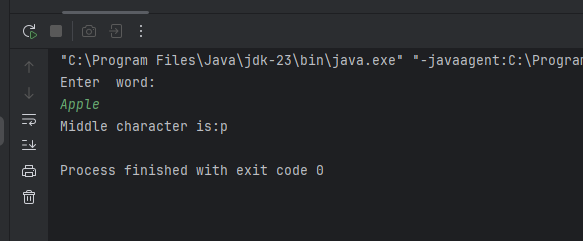 "C:\Program Files\Java\jdk-23\bin\java.exe" "-javaagent:C:\Program
Enter  word:
Apple
Middle character is:p
Process finished with exit code 0